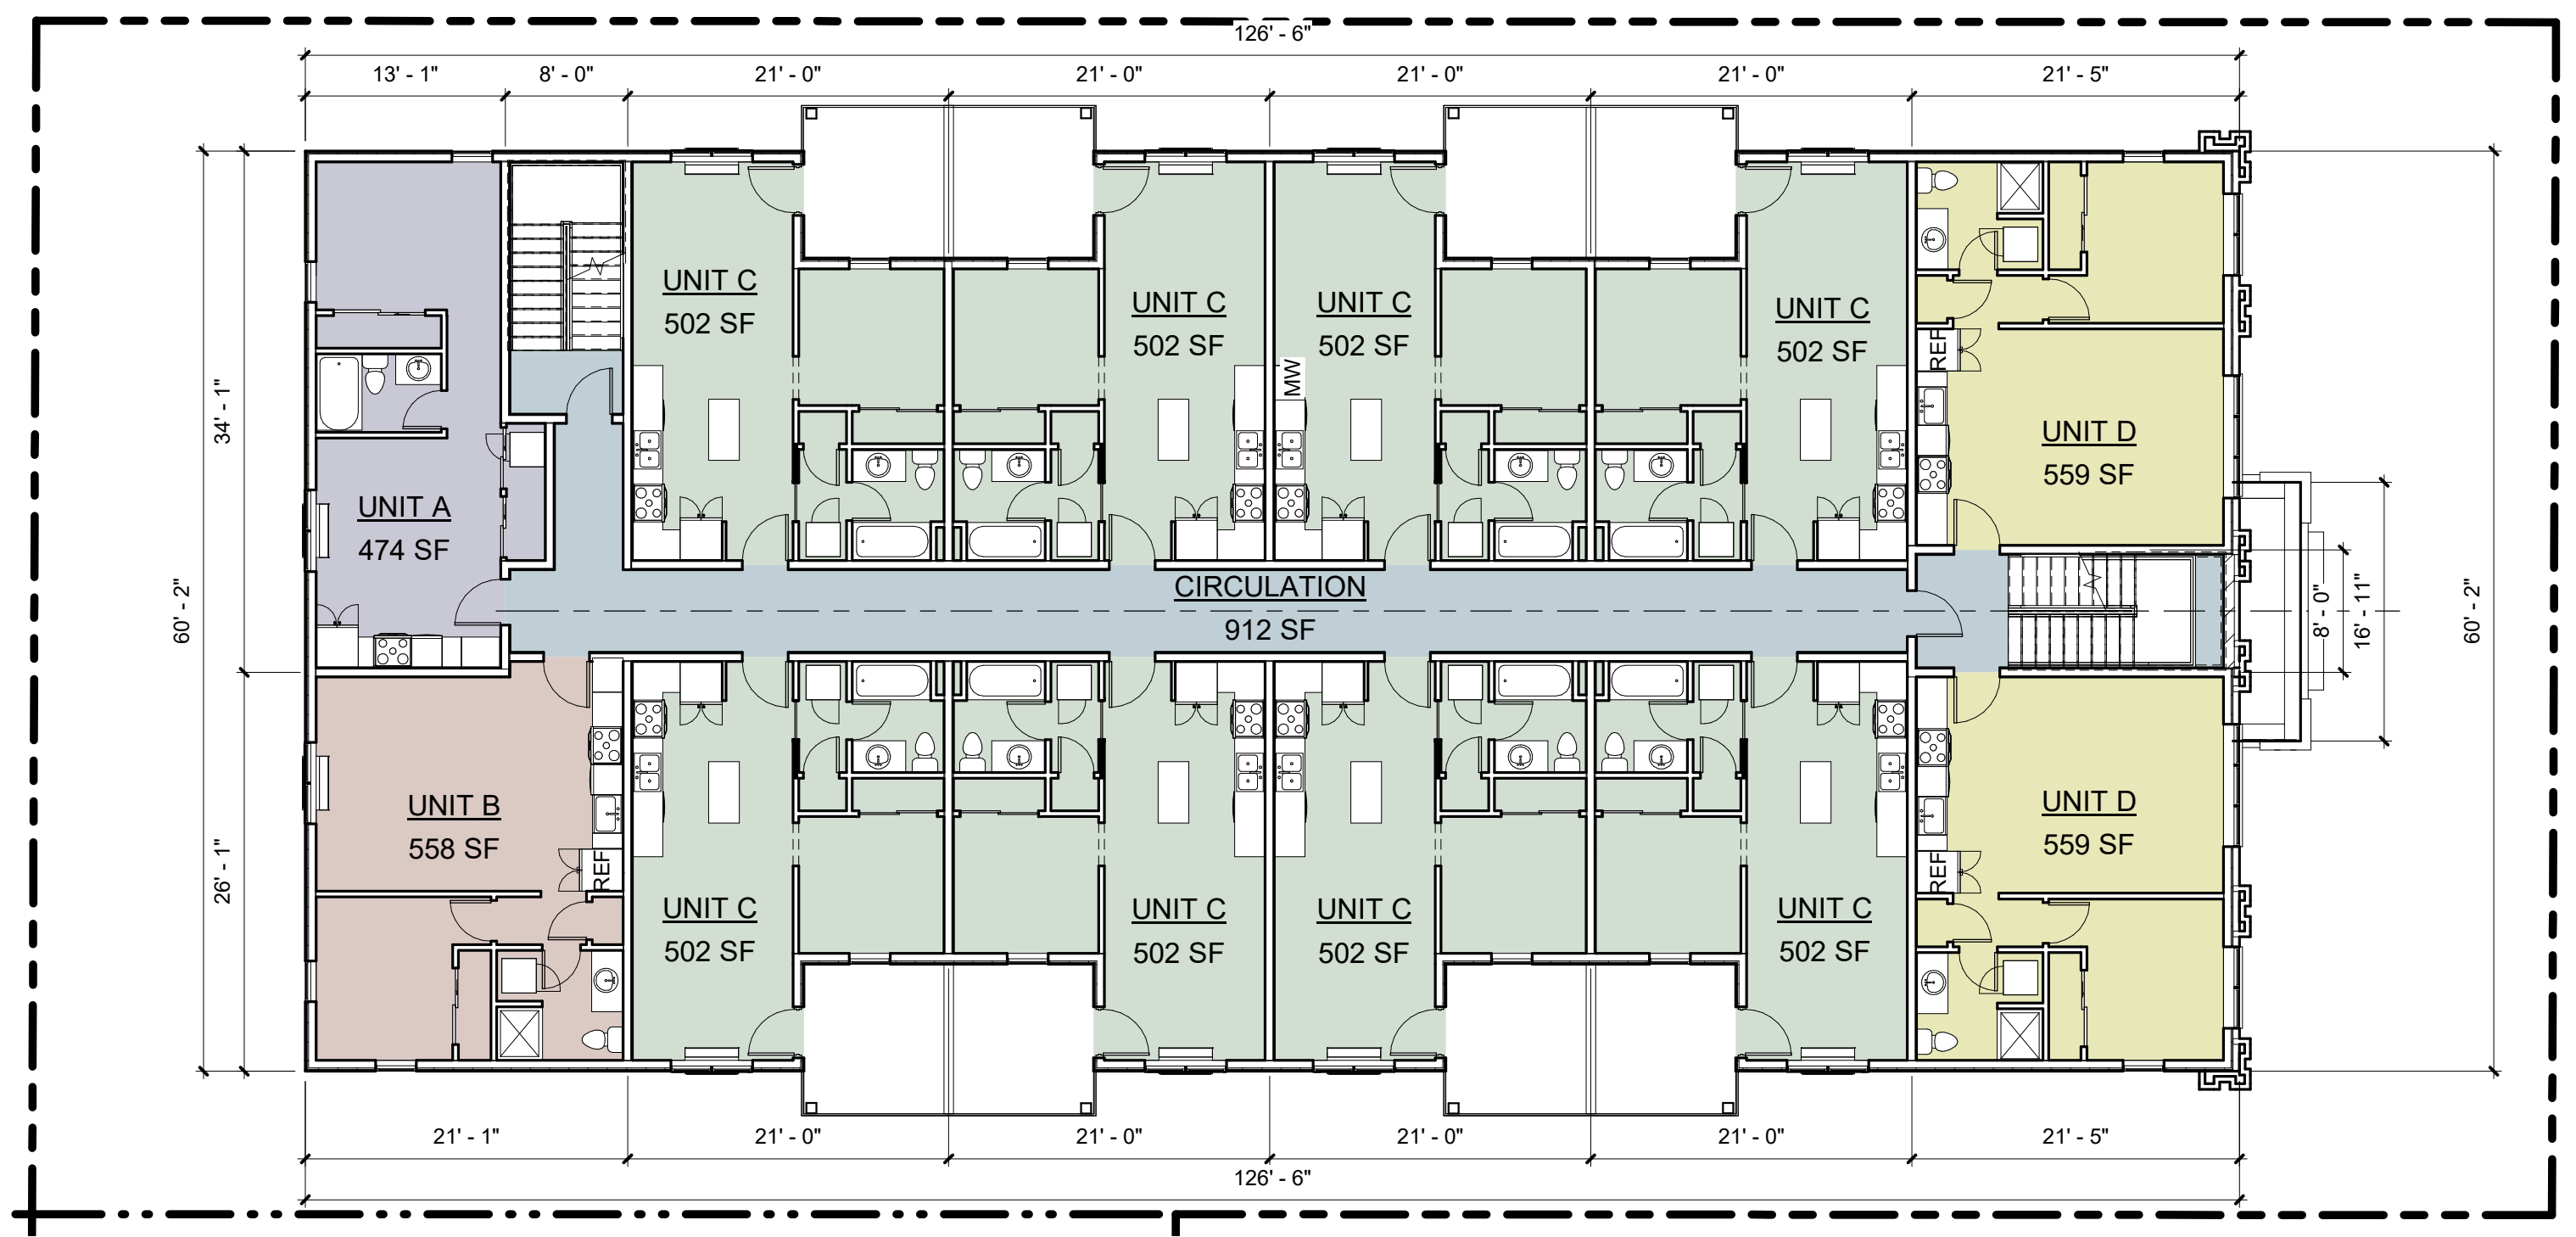 126' - 6"
13' - 1"
8' - 0"
21' - 0"
21' - 0"
21' - 0"
21' - 0"
21' - 5"
UNIT C
502 SF
UNIT C
502 SF
UNIT C
502 SF
UNIT C
502 SF
REF
MW
34' - 1"
UNIT D
559 SF
UNIT A
474 SF
CIRCULATION
912 SF
60' - 2"
8' - 0"
16' - 11"
60' - 2"
UNIT B
558 SF
REF
UNIT D
559 SF
REF
26' - 1"
UNIT C
502 SF
UNIT C
502 SF
UNIT C
502 SF
UNIT C
502 SF
21' - 1"
21' - 0"
21' - 0"
21' - 0"
21' - 0"
21' - 5"
126' - 6"